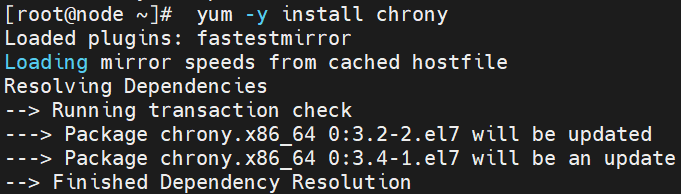 [root@node ~]#  yum -y install chrony
Loaded plugins: fastestmirror
Loading mirror speeds from cached hostfile
Resolving Dependencies
--> Running transaction check
---> Package chrony.x86_64 0:3.2-2.el7 will be updated
---> Package chrony.x86_64 0:3.4-1.el7 will be an update
--> Finished Dependency Resolution